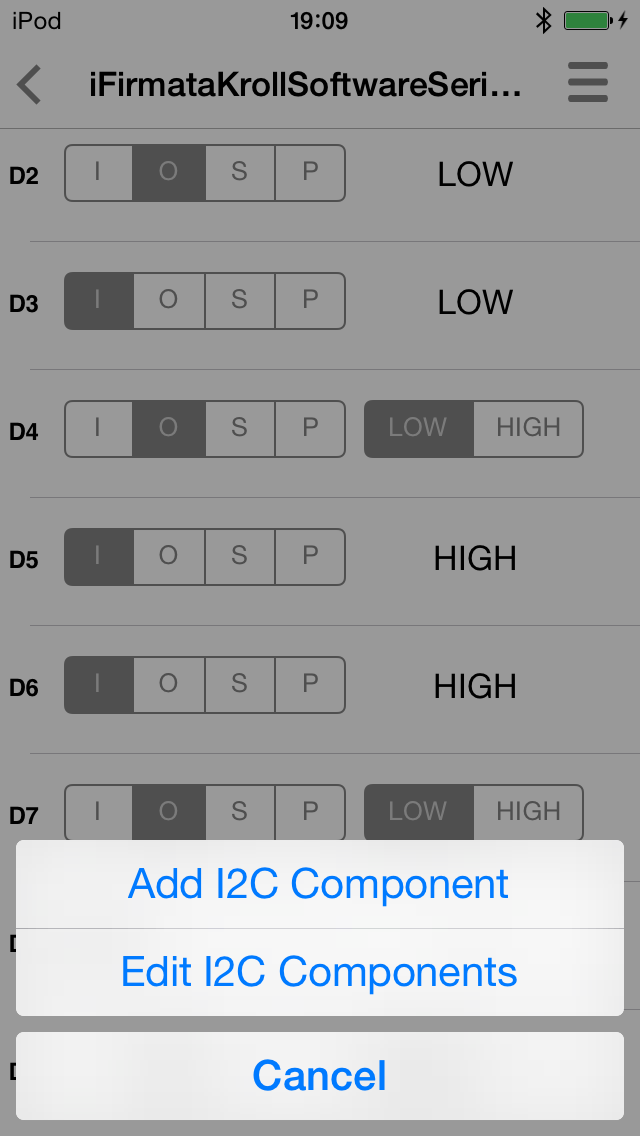 iPod 19:09
iFirmataKrollSoftwareSeri...
D2 I O S P LOW
D3 I O S P LOW
D4 I O S P LOW HIGH
D5 I O S P HIGH
D6 I O S P HIGH
D7 I O S P LOW HIGH
Add I2C Component
Edit I2C Components
Cancel